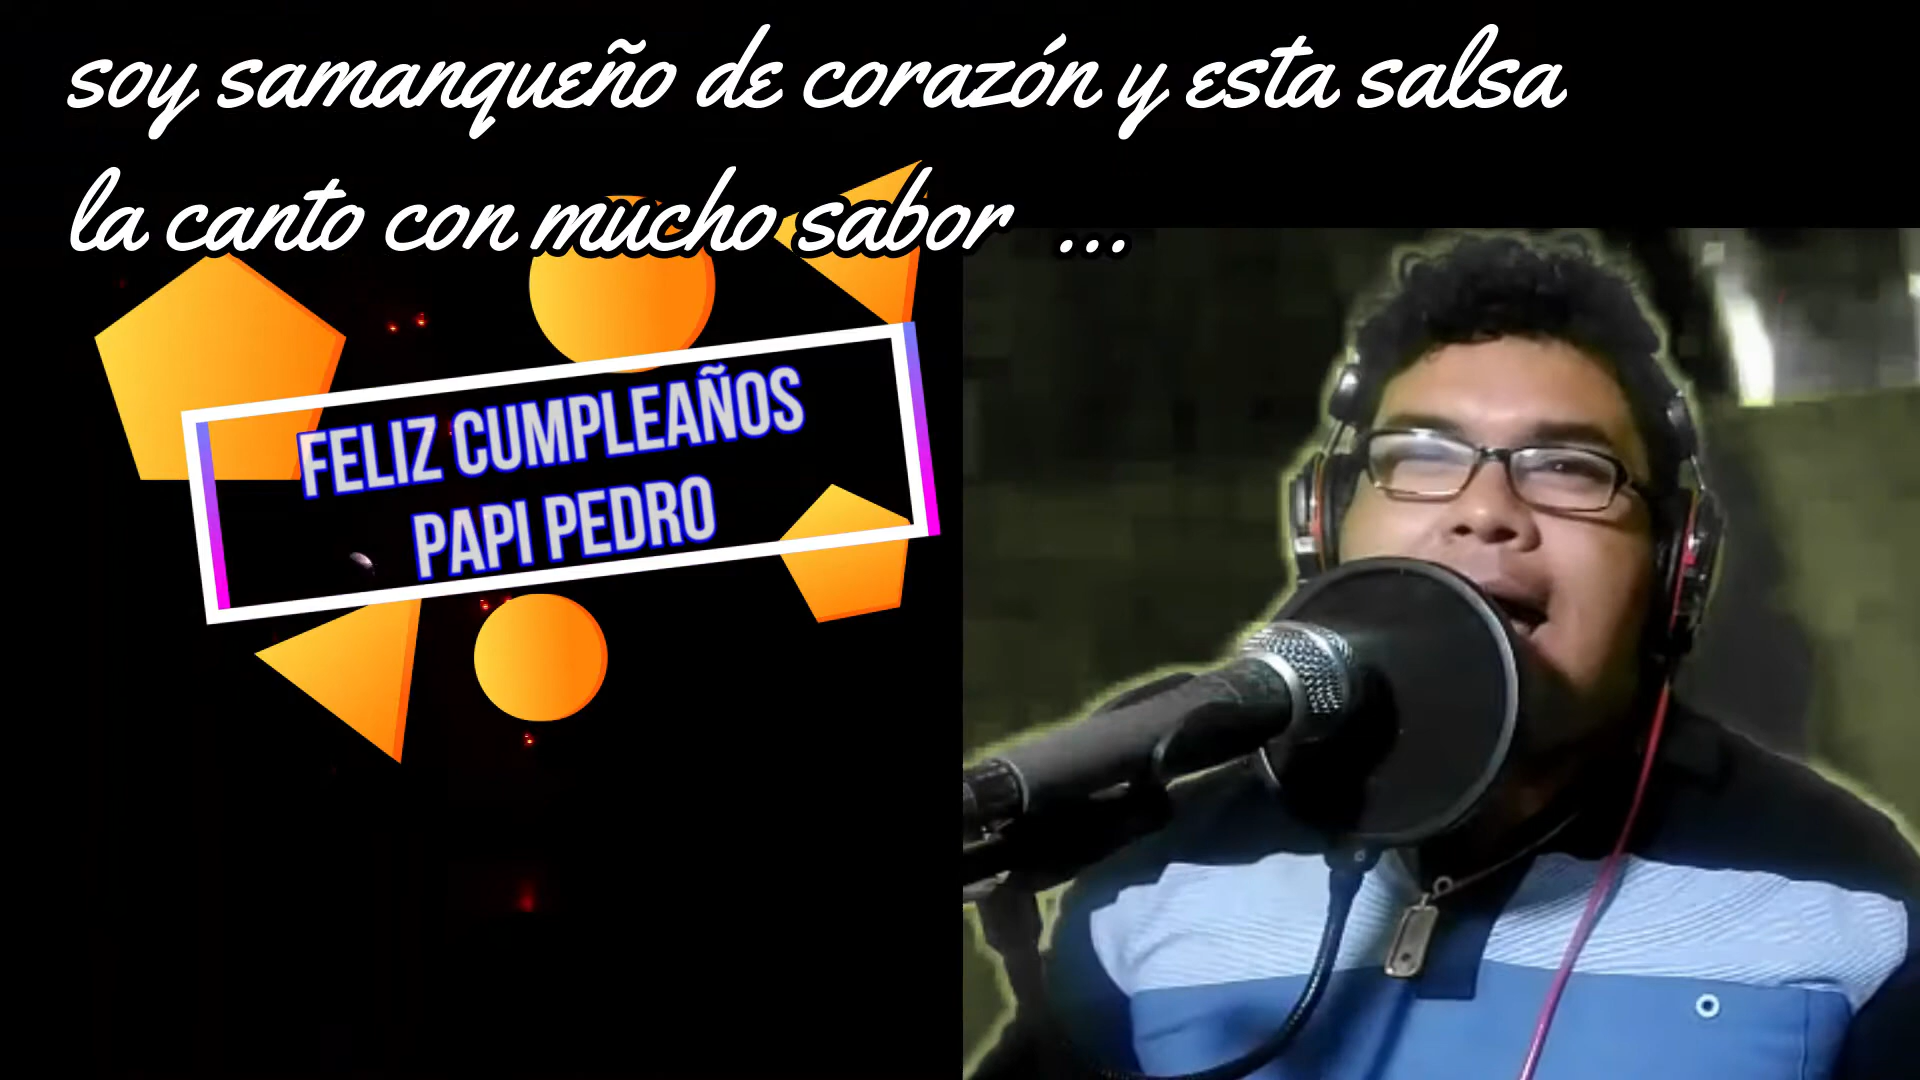 soy samanqueño de corazón y esta salsa
la canto con mucho sabor ...
FELIZ CUMPLEAÑOS
PAPI PEDRO